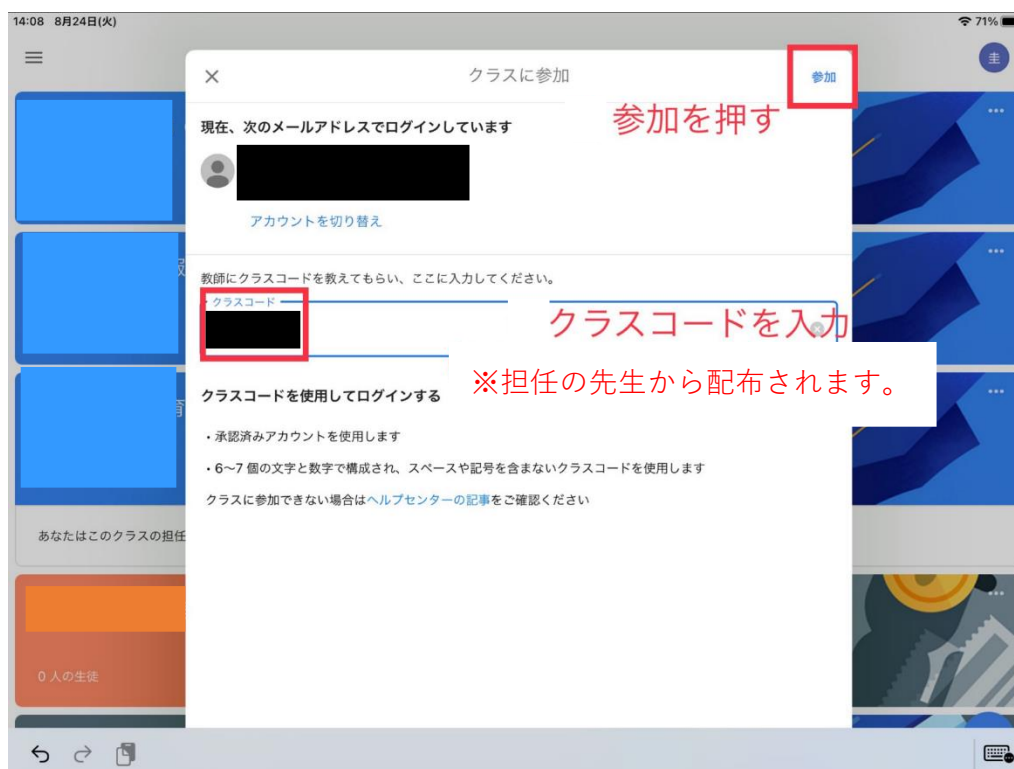 14:08 8月24日(火)
71%
クラスに参加
参加
圭
参加を押す
現在、次のメールアドレスでログインしています
アカウントを切り替え
教師にクラスコードを教えてもらい、ここに入力してください。
クラスコード
クラスコードを入力
※担任の先生から配布されます。
クラスコードを使用してログインする
・承認済みアカウントを使用します
・6〜7 個の文字と数字で構成され、スペースや記号を含まないクラスコードを使用します
クラスに参加できない場合はヘルプセンターの記事をご確認ください
あなたはこのクラスの担任
0 人の生徒